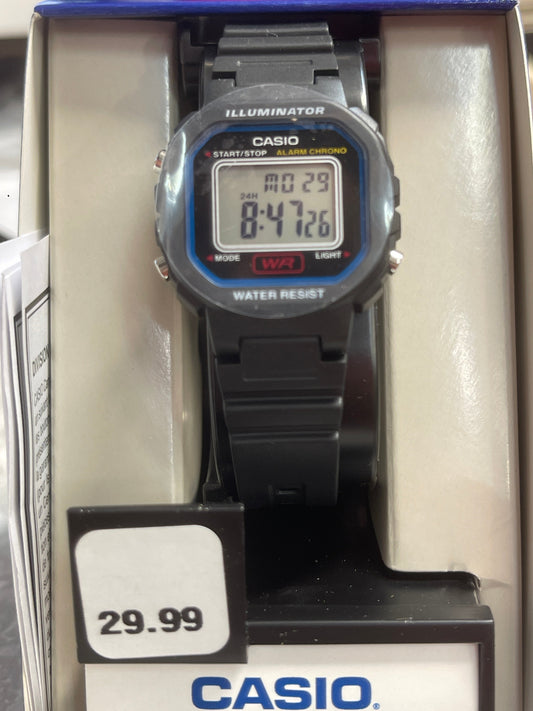 ILLUMINATOR
CASIO
START/STOP ALARM CHRONO
MO 29
24H
8:47 26
MODE LIGHT
WR
WATER RESIST
29.99
CASIO®